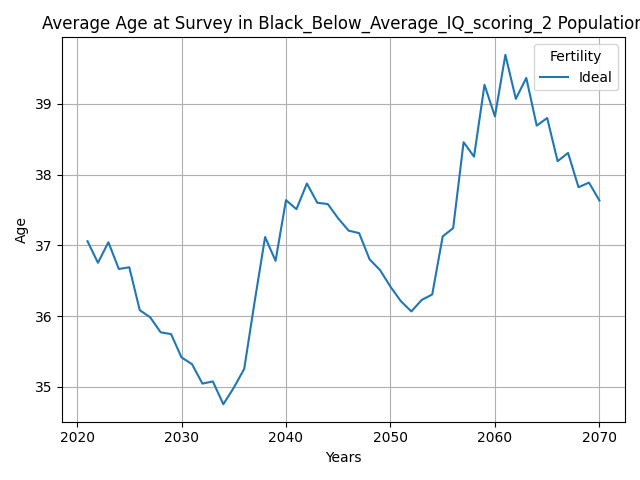 Average Age at Survey in Black_Below_Average_IQ_scoring_2 Population
Fertility
Ideal
39
38
37
36
35
Age
2020 2030 2040 2050 2060 2070
Years